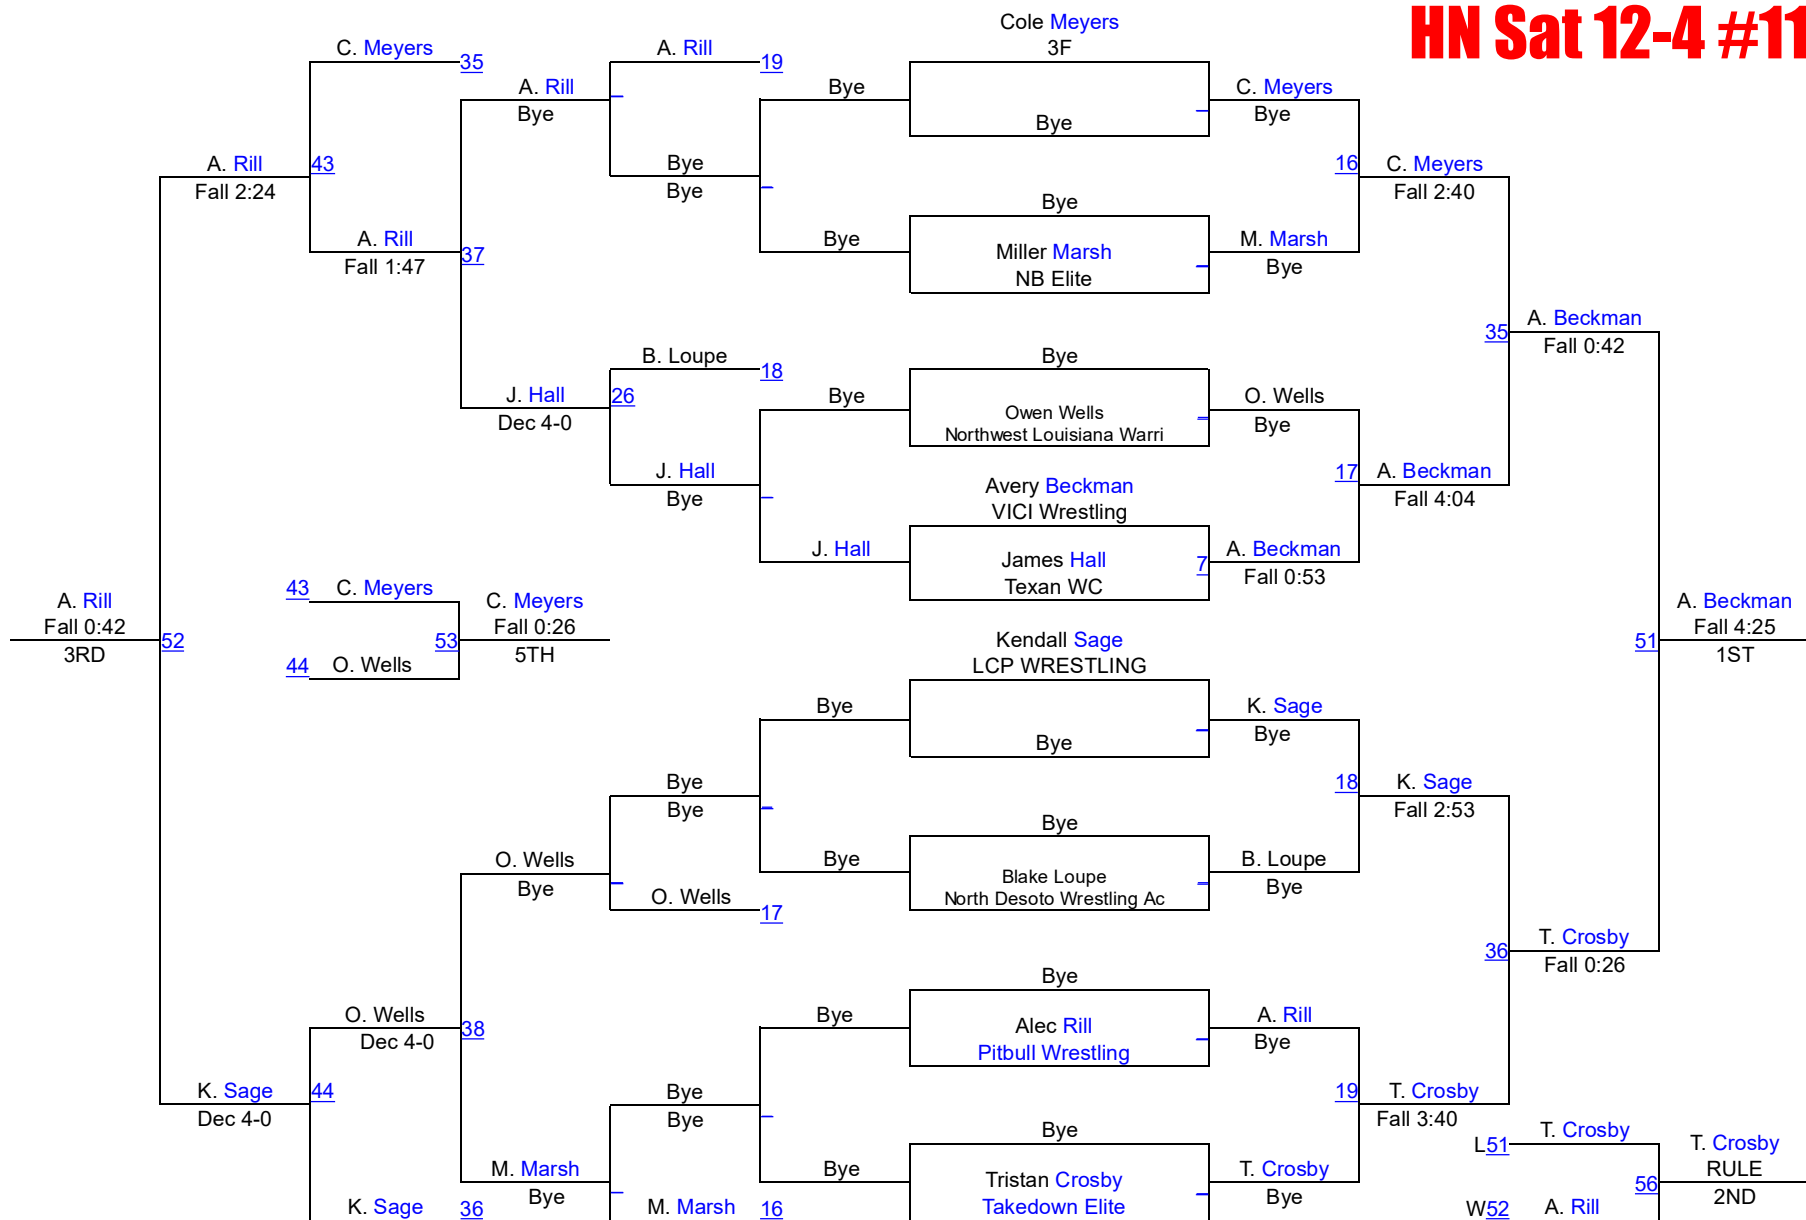 HN Sat 12-4 #11
Cole Meyers
3F
C. Meyers
35
A. Rill
19
A. Rill
Bye
Bye
Bye
C. Meyers
Bye
A. Rill
43
Fall 2:24
Bye
Bye
16
C. Meyers
Fall 2:40
Bye
A. Rill
37
Fall 1:47
Bye
Miller Marsh
NB Elite
M. Marsh
Bye
35
A. Beckman
Fall 0:42
B. Loupe
18
Bye
J. Hall
26
Dec 4-0
Bye
Owen Wells
Northwest Louisiana Warri
O. Wells
Bye
J. Hall
Bye
Avery Beckman
VICI Wrestling
17
A. Beckman
Fall 4:04
J. Hall
James Hall
Texan WC
7
A. Beckman
Fall 0:53
A. Rill
Fall 0:42
3RD
52
43
C. Meyers
44
O. Wells
53
C. Meyers
Fall 0:26
5TH
Kendall Sage
LCP WRESTLING
51
A. Beckman
Fall 4:25
1ST
Bye
Bye
K. Sage
Bye
Bye
Bye
18
K. Sage
Fall 2:53
O. Wells
Bye
Bye
Bye
Blake Loupe
North Desoto Wrestling Ac
B. Loupe
Bye
O. Wells
17
36
T. Crosby
Fall 0:26
O. Wells
38
Dec 4-0
Bye
Bye
Alec Rill
Pitbull Wrestling
A. Rill
Bye
K. Sage
44
Dec 4-0
Bye
Bye
19
T. Crosby
Fall 3:40
Bye
L51
T. Crosby
T. Crosby
RULE
2ND
M. Marsh
Bye
Bye
Tristan Crosby
Takedown Elite
T. Crosby
Bye
56
K. Sage
36
M. Marsh
16
W52
A. Rill